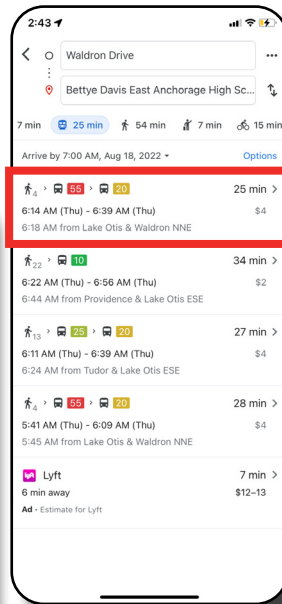 2:43
Waldron Drive
Bettye Davis East Anchorage High Sc...
7 min 25 min 54 min 7 min 15 min
Arrive by 7:00 AM, Aug 18, 2022 Options
4 55 20 25 min
6:14 AM (Thu) - 6:39 AM (Thu) $4
6:18 AM from Lake Otis & Waldron NNE
22 10 34 min
6:22 AM (Thu) - 6:56 AM (Thu) $2
6:44 AM from Providence & Lake Otis ESE
13 25 20 27 min
6:11 AM (Thu) - 6:39 AM (Thu) $4
6:24 AM from Tudor & Lake Otis ESE
4 55 20 28 min
5:41 AM (Thu) - 6:09 AM (Thu) $4
5:45 AM from Lake Otis & Waldron NNE
lyft Lyft 7 min
6 min away $12–13
Ad · Estimate for Lyft